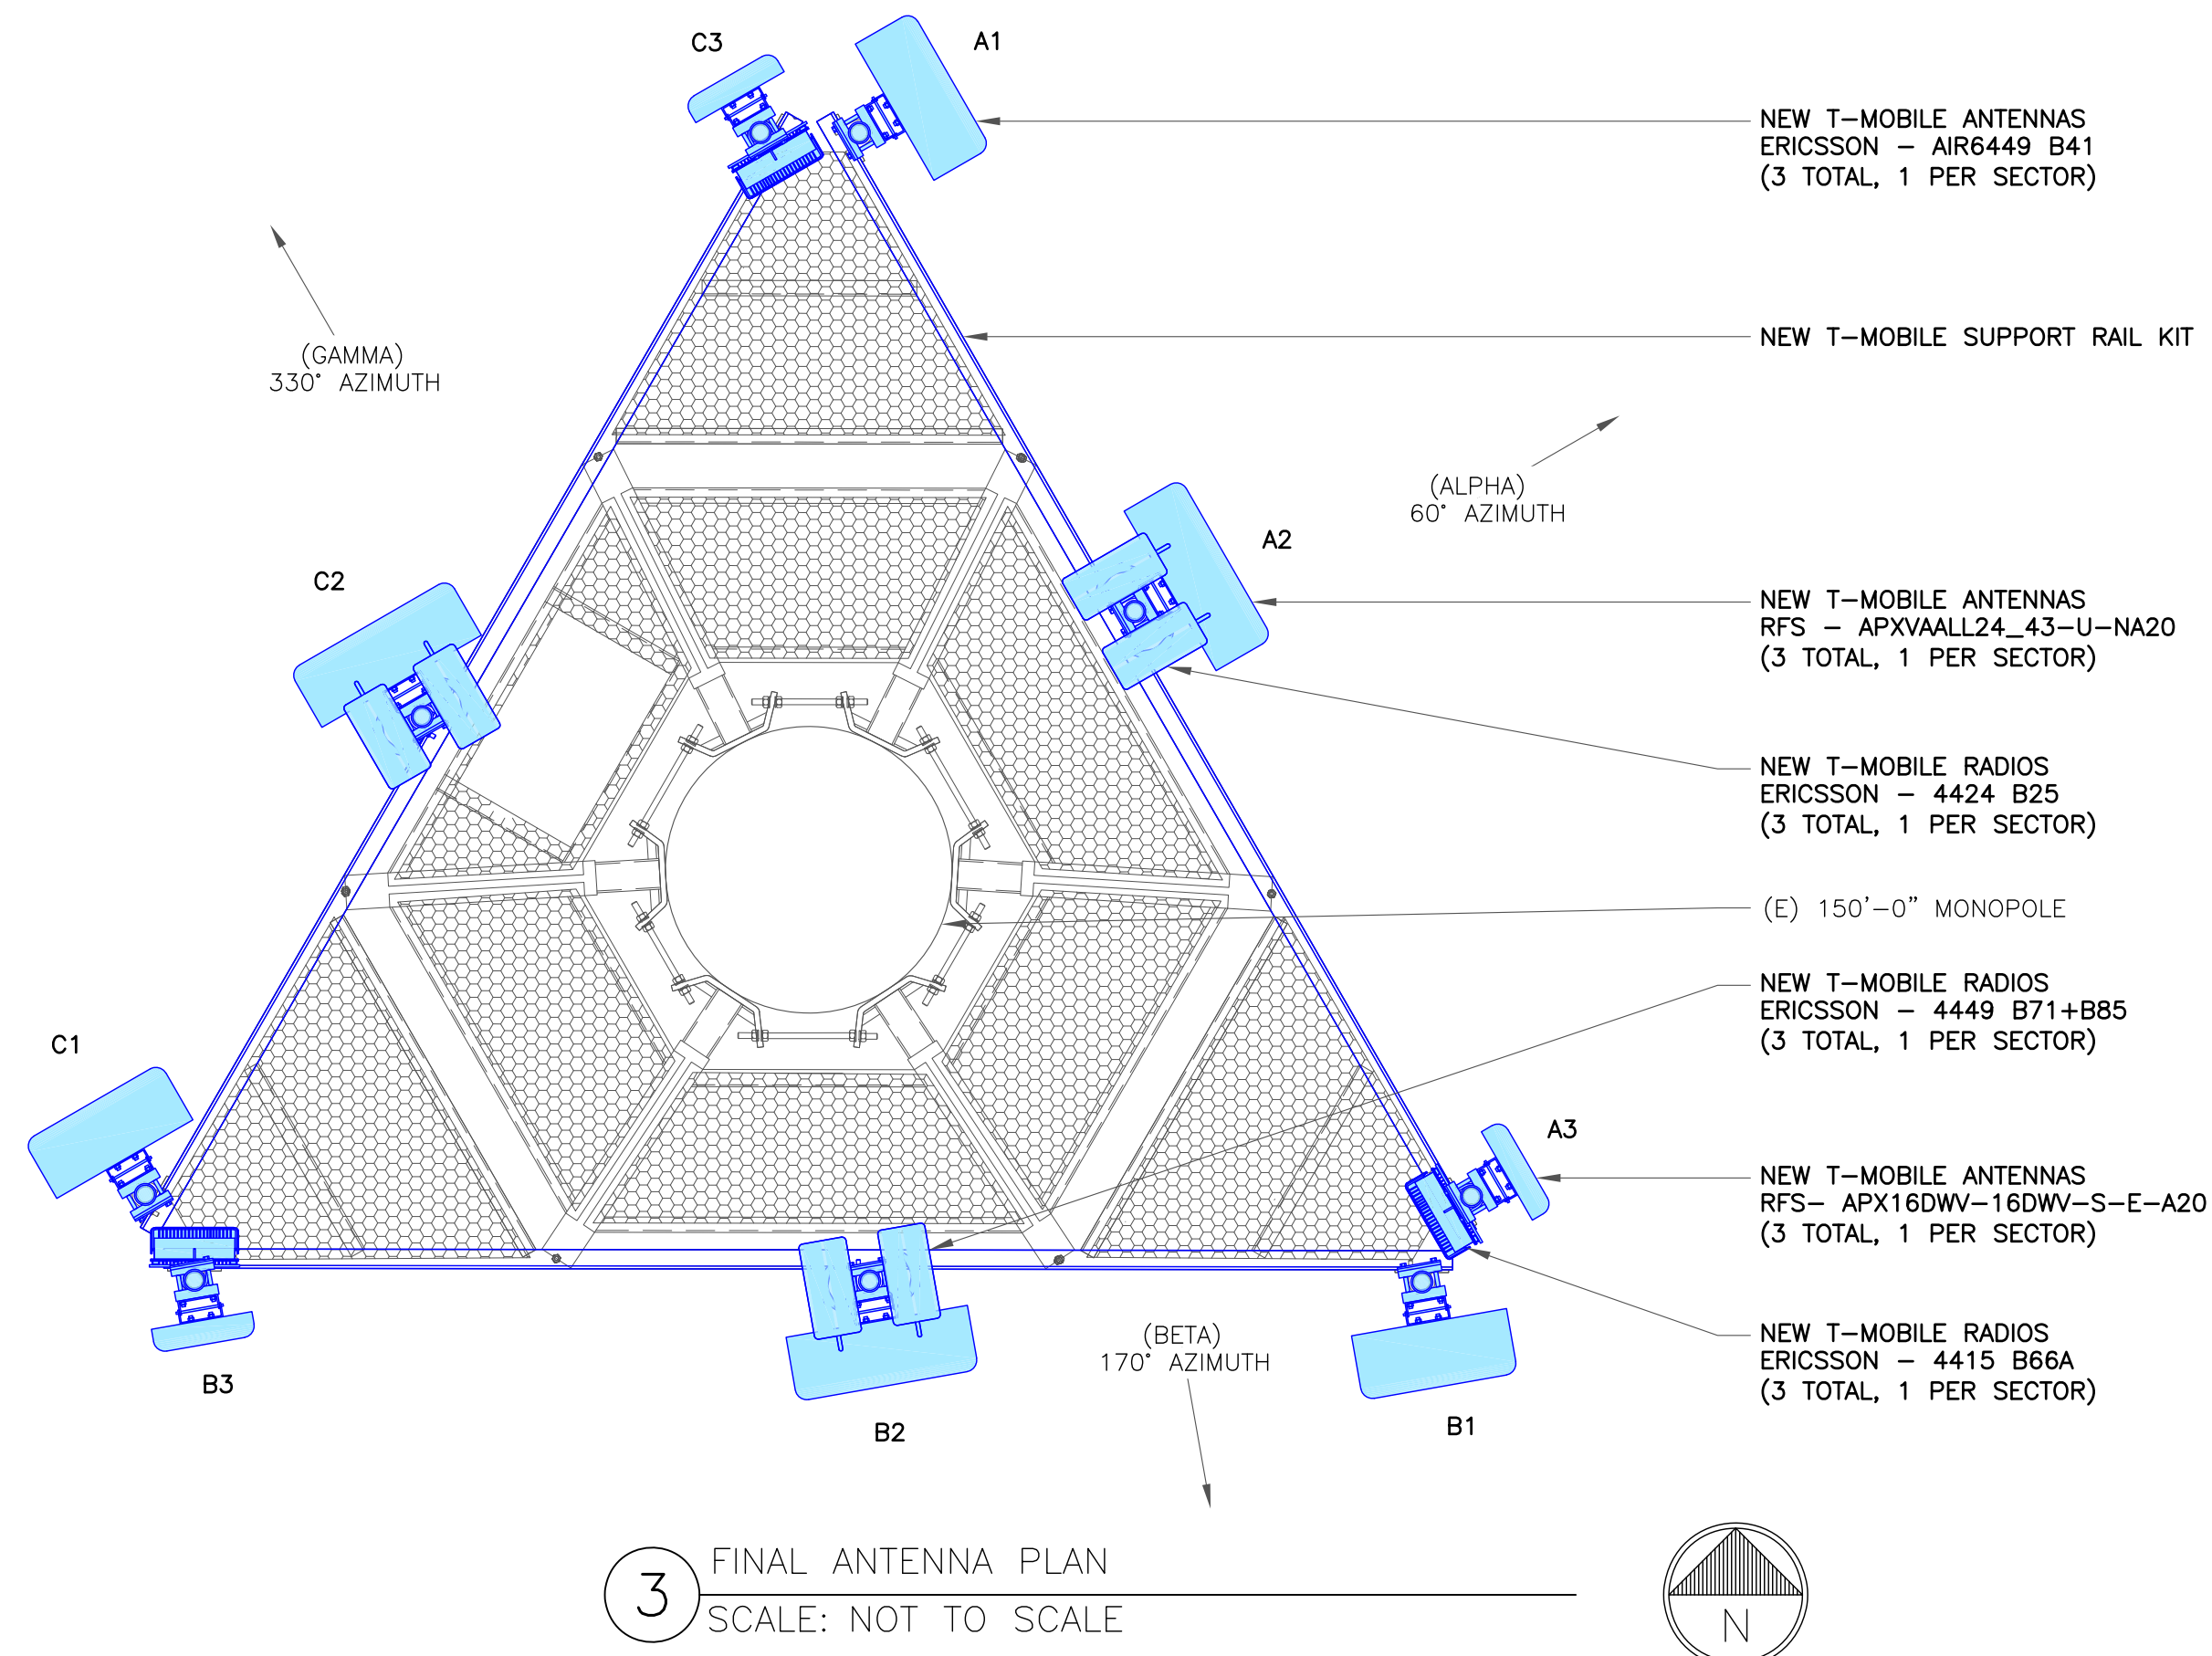 C3
A1
NEW T-MOBILE ANTENNAS
ERICSSON - AIR6449 B41
(3 TOTAL, 1 PER SECTOR)
NEW T-MOBILE SUPPORT RAIL KIT
(GAMMA)
330° AZIMUTH
(ALPHA)
60° AZIMUTH
A2
C2
NEW T-MOBILE ANTENNAS
RFS - APXVAALL24_43-U-NA20
(3 TOTAL, 1 PER SECTOR)
NEW T-MOBILE RADIOS
ERICSSON - 4424 B25
(3 TOTAL, 1 PER SECTOR)
(E) 150'-0" MONOPOLE
NEW T-MOBILE RADIOS
ERICSSON - 4449 B71+B85
(3 TOTAL, 1 PER SECTOR)
C1
A3
NEW T-MOBILE ANTENNAS
RFS- APX16DWV-16DWV-S-E-A20
(3 TOTAL, 1 PER SECTOR)
NEW T-MOBILE RADIOS
ERICSSON - 4415 B66A
(3 TOTAL, 1 PER SECTOR)
(BETA)
170° AZIMUTH
B3
B2
B1
3
FINAL ANTENNA PLAN
SCALE: NOT TO SCALE
N